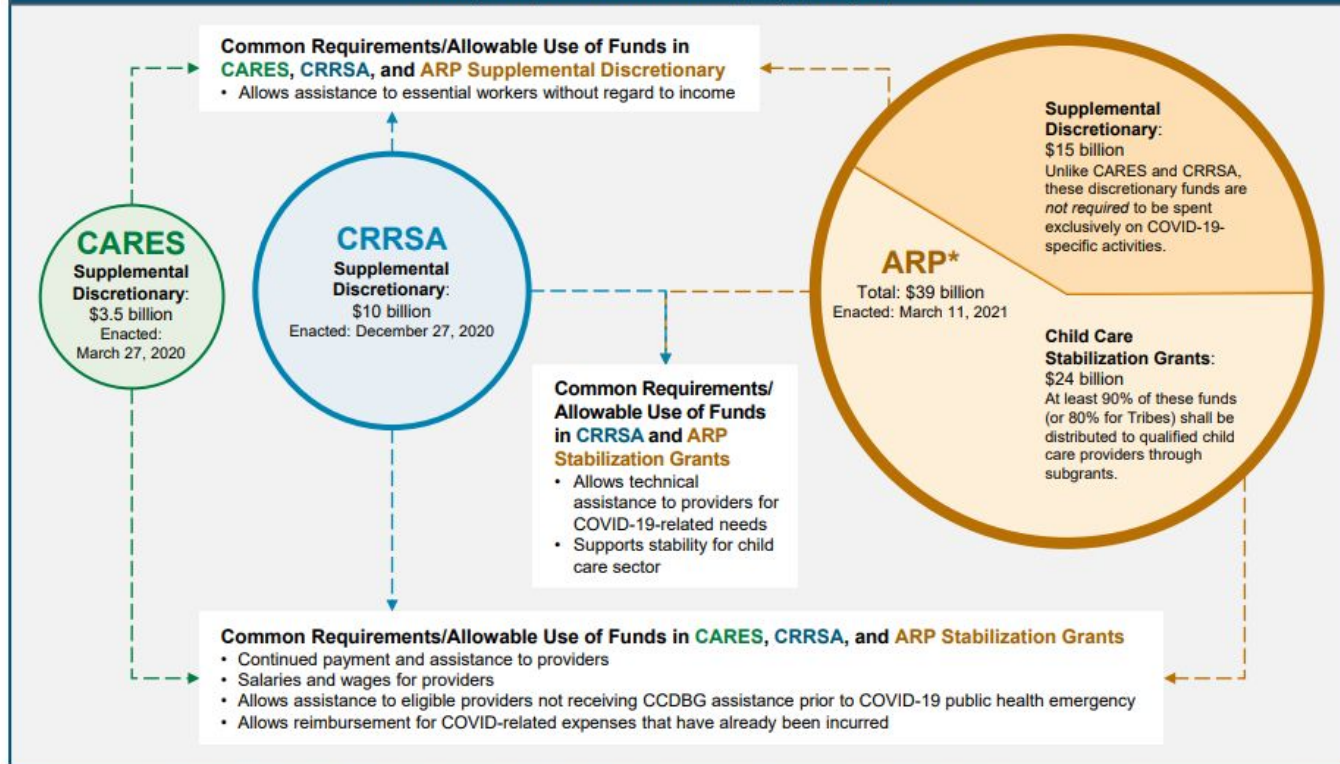 Common Requirements/Allowable Use of Funds in
CARES, CRRSA, and ARP Supplemental Discretionary
• Allows assistance to essential workers without regard to income
CARES
Supplemental
Discretionary:
$3.5 billion
Enacted:
March 27, 2020
CRRSA
Supplemental
Discretionary:
$10 billion
Enacted: December 27, 2020
ARP*
Total: $39 billion
Enacted: March 11, 2021
Supplemental
Discretionary:
$15 billion
Unlike CARES and CRRSA,
these discretionary funds are
not required to be spent
exclusively on COVID-19-
specific activities.
Child Care
Stabilization Grants:
$24 billion
At least 90% of these funds
(or 80% for Tribes) shall be
distributed to qualified child
care providers through
subgrants.
Common Requirements/
Allowable Use of Funds
in CRRSA and ARP
Stabilization Grants
• Allows technical
assistance to providers for
COVID-19-related needs
• Supports stability for child
care sector
Common Requirements/Allowable Use of Funds in CARES, CRRSA, and ARP Stabilization Grants
• Continued payment and assistance to providers
• Salaries and wages for providers
• Allows assistance to eligible providers not receiving CCDBG assistance prior to COVID-19 public health emergency
• Allows reimbursement for COVID-related expenses that have already been incurred